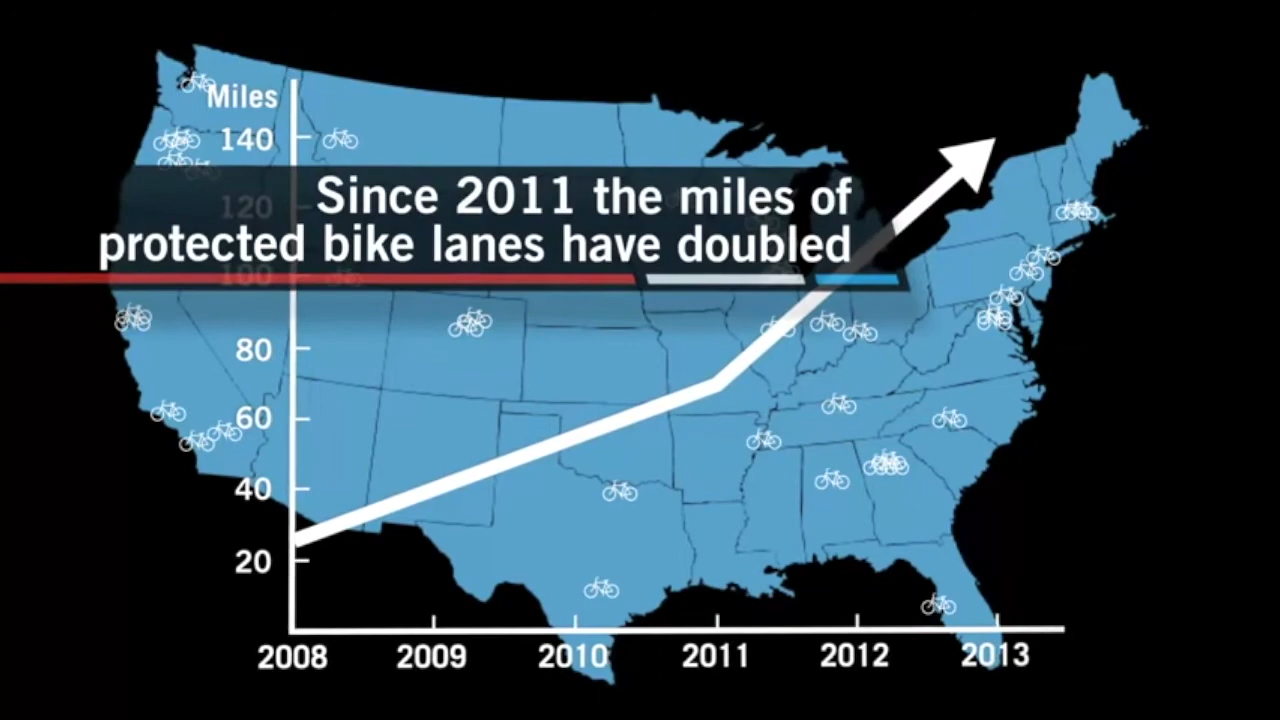 Miles
140
120
Since 2011 the miles of
protected bike lanes have doubled
100
80
60
40
20
2008 2009 2010 2011 2012 2013